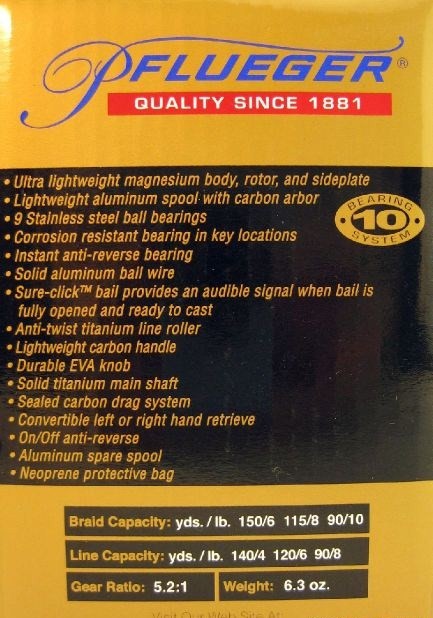 PFLUEGER®
QUALITY SINCE 1881
• Ultra lightweight magnesium body, rotor, and sideplate
• Lightweight aluminum spool with carbon arbor
• 9 Stainless steel ball bearings
• Corrosion resistant bearing in key locations
• Instant anti-reverse bearing
• Solid aluminum ball wire
• Sure-click™ bail provides an audible signal when bail is
fully opened and ready to cast
• Anti-twist titanium line roller
• Lightweight carbon handle
• Durable EVA knob
• Solid titanium main shaft
• Sealed carbon drag system
• Convertible left or right hand retrieve
• On/Off anti-reverse
• Aluminum spare spool
• Neoprene protective bag
BEARING
• 10 •
SYSTEM
Braid Capacity: yds. / lb. 150/6 115/8 90/10
Line Capacity: yds. / lb. 140/4 120/6 90/8
Gear Ratio: 5.2:1
Weight: 6.3 oz.
Visit Our Web Site At: